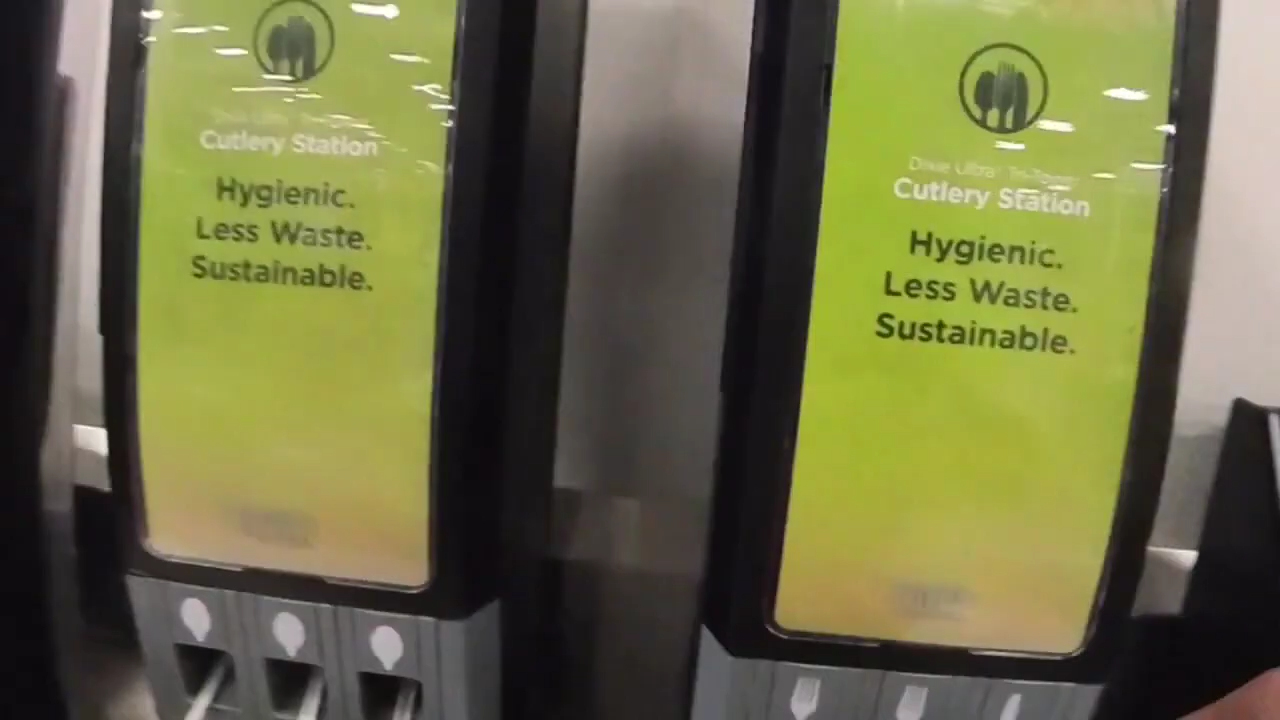 Cutlery Station
Hygienic.
Less Waste.
Sustainable.
Dixie Ultra Tri-Tower
Cutlery Station
Hygienic.
Less Waste.
Sustainable.